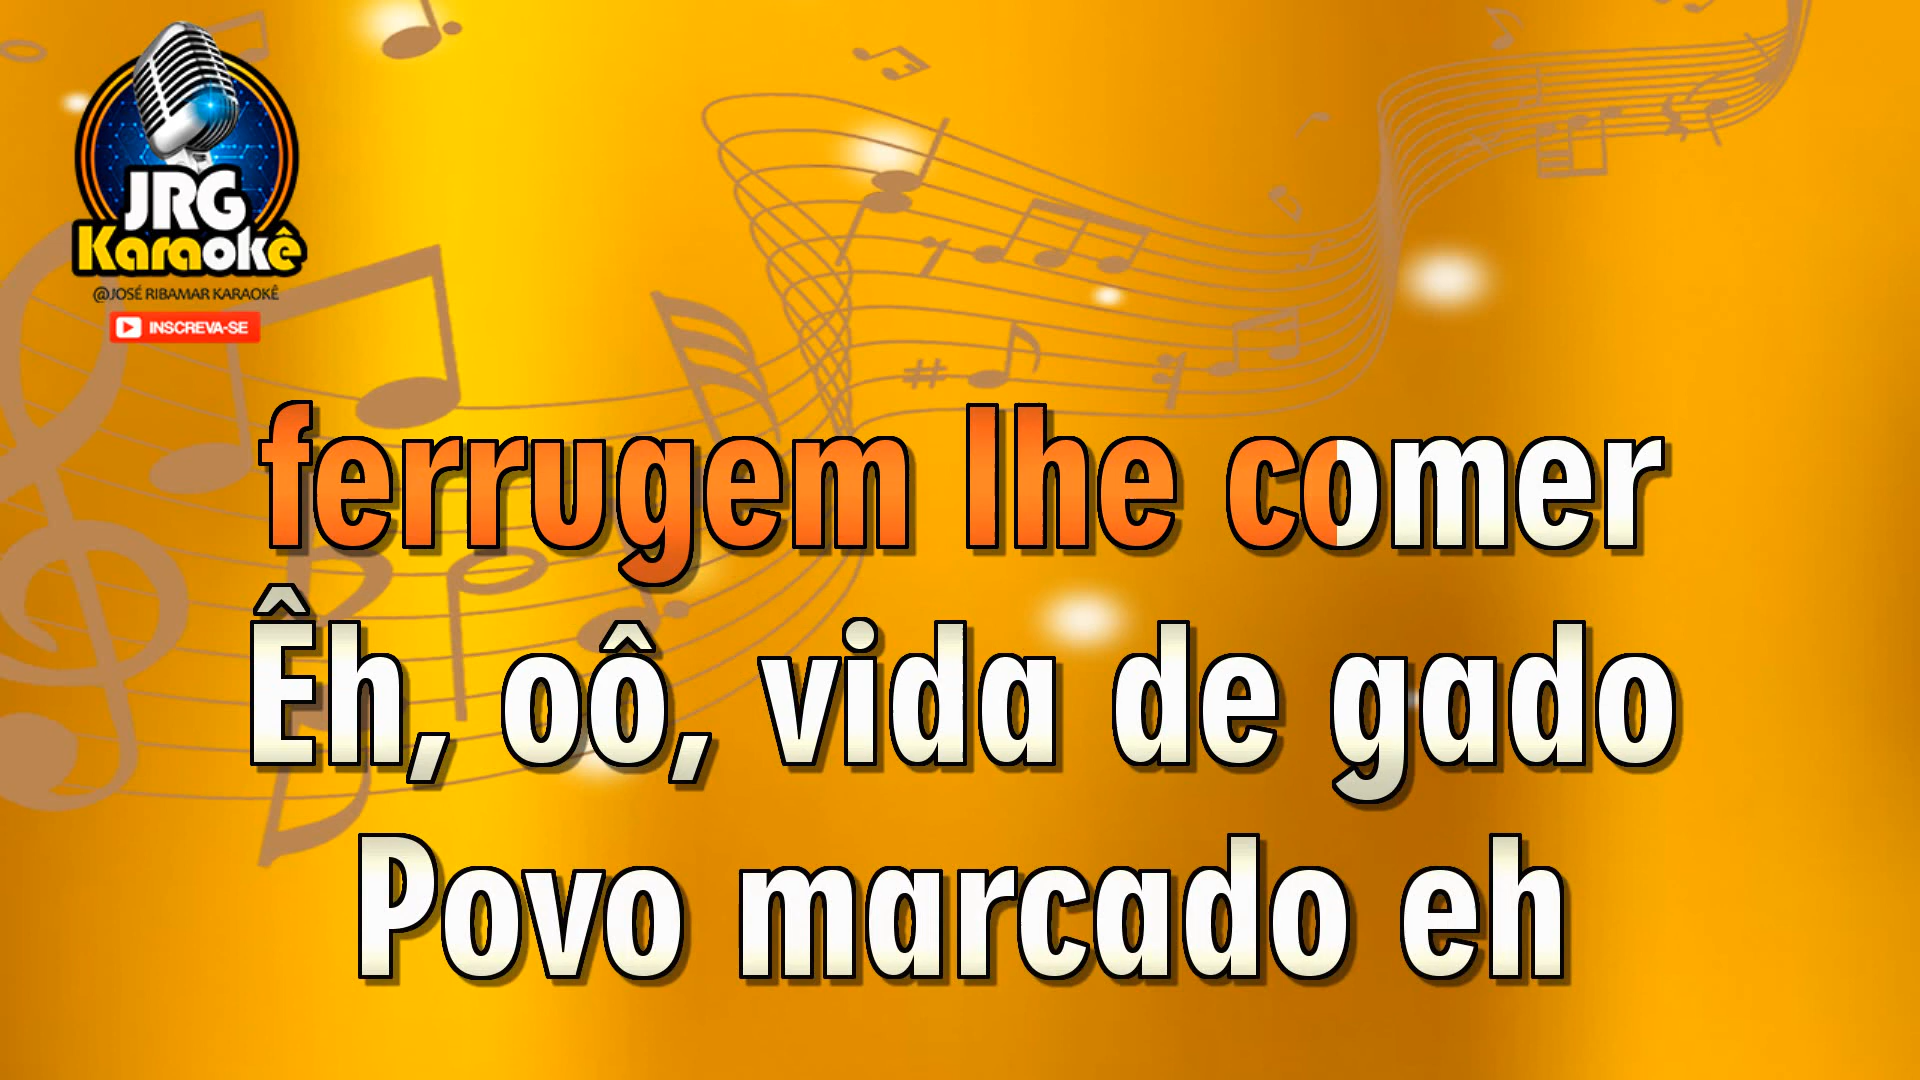 JRG
Karaokê
@JOSÉ RIBAMAR KARAOKÊ
INSCREVA-SE
ferrugem lhe comer
Êh, oô, vida de gado
Povo marcado eh